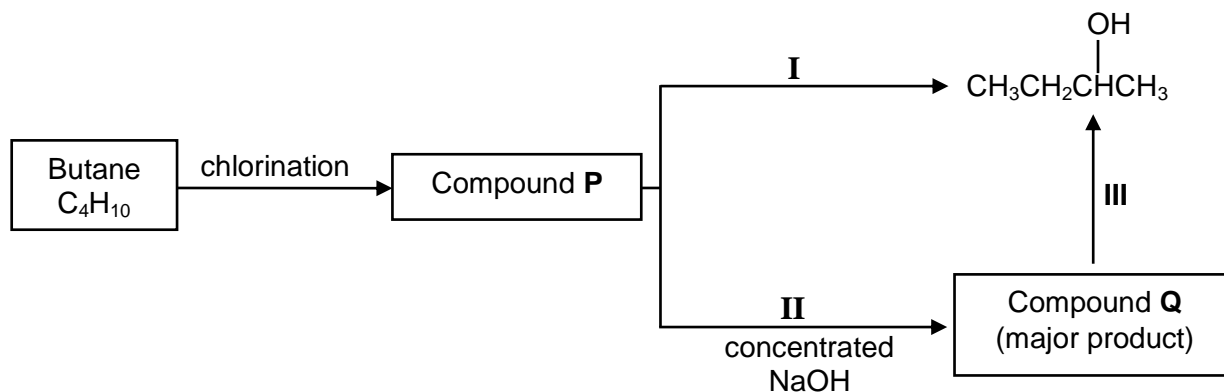 OH
I
CH₃CH₂CHCH₃
Butane
C₄H₁₀
chlorination
Compound P
III
II
concentrated
NaOH
Compound Q
(major product)